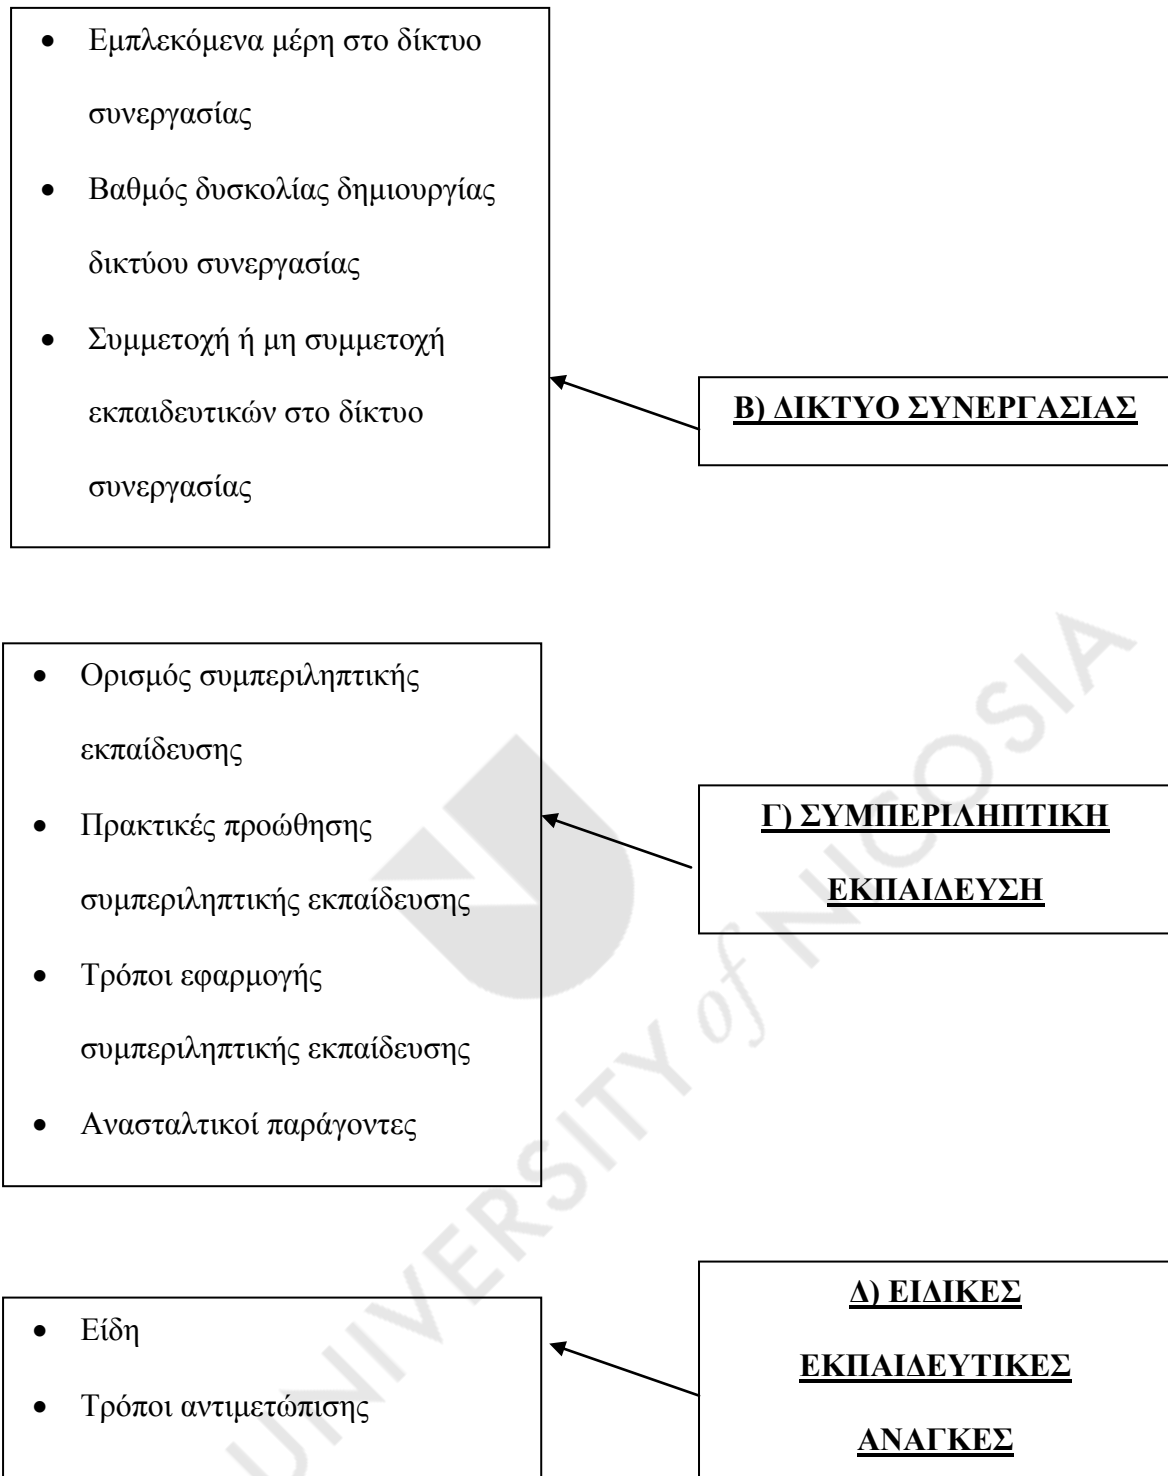 • Εμπλεκόμενα μέρη στο δίκτυο
συνεργασίας
• Βαθμός δυσκολίας δημιουργίας
δικτύου συνεργασίας
• Συμμετοχή ή μη συμμετοχή
εκπαιδευτικών στο δίκτυο
συνεργασίας
Β) ΔΙΚΤΥΟ ΣΥΝΕΡΓΑΣΙΑΣ
• Ορισμός συμπεριληπτικής
εκπαίδευσης
• Πρακτικές προώθησης
συμπεριληπτικής εκπαίδευσης
• Τρόποι εφαρμογής
συμπεριληπτικής εκπαίδευσης
• Ανασταλτικοί παράγοντες
Γ) ΣΥΜΠΕΡΙΛΗΠΤΙΚΗ
ΕΚΠΑΙΔΕΥΣΗ
• Είδη
• Τρόποι αντιμετώπισης
Δ) ΕΙΔΙΚΕΣ
ΕΚΠΑΙΔΕΥΤΙΚΕΣ
ΑΝΑΓΚΕΣ
UNIVERSITY of NICOSIA